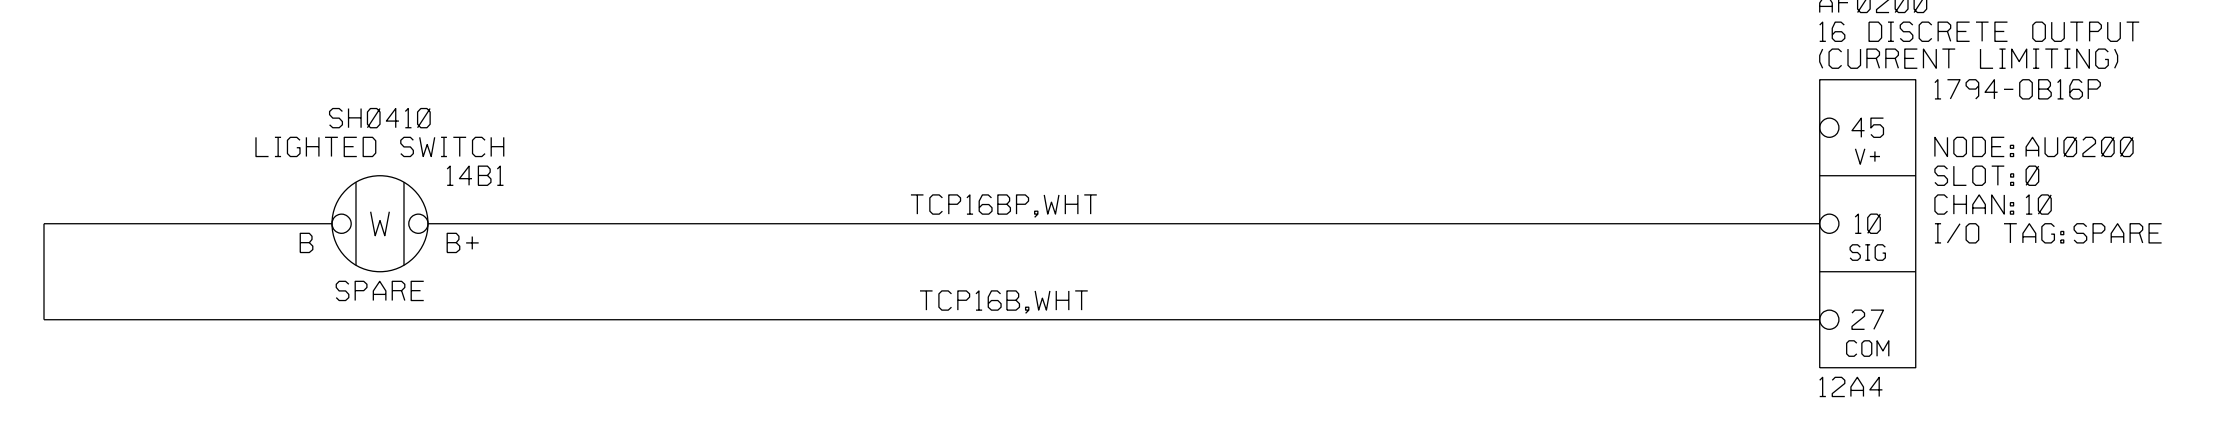 AF0200
16 DISCRETE OUTPUT
(CURRENT LIMITING)
1794-OB16P
SH0410
LIGHTED SWITCH
14B1
45
V+
NODE:AU0200
SLOT:0
CHAN:10
I/O TAG:SPARE
TCP16BP,WHT
W
B
B+
10
SIG
SPARE
TCP16B,WHT
27
COM
12A4